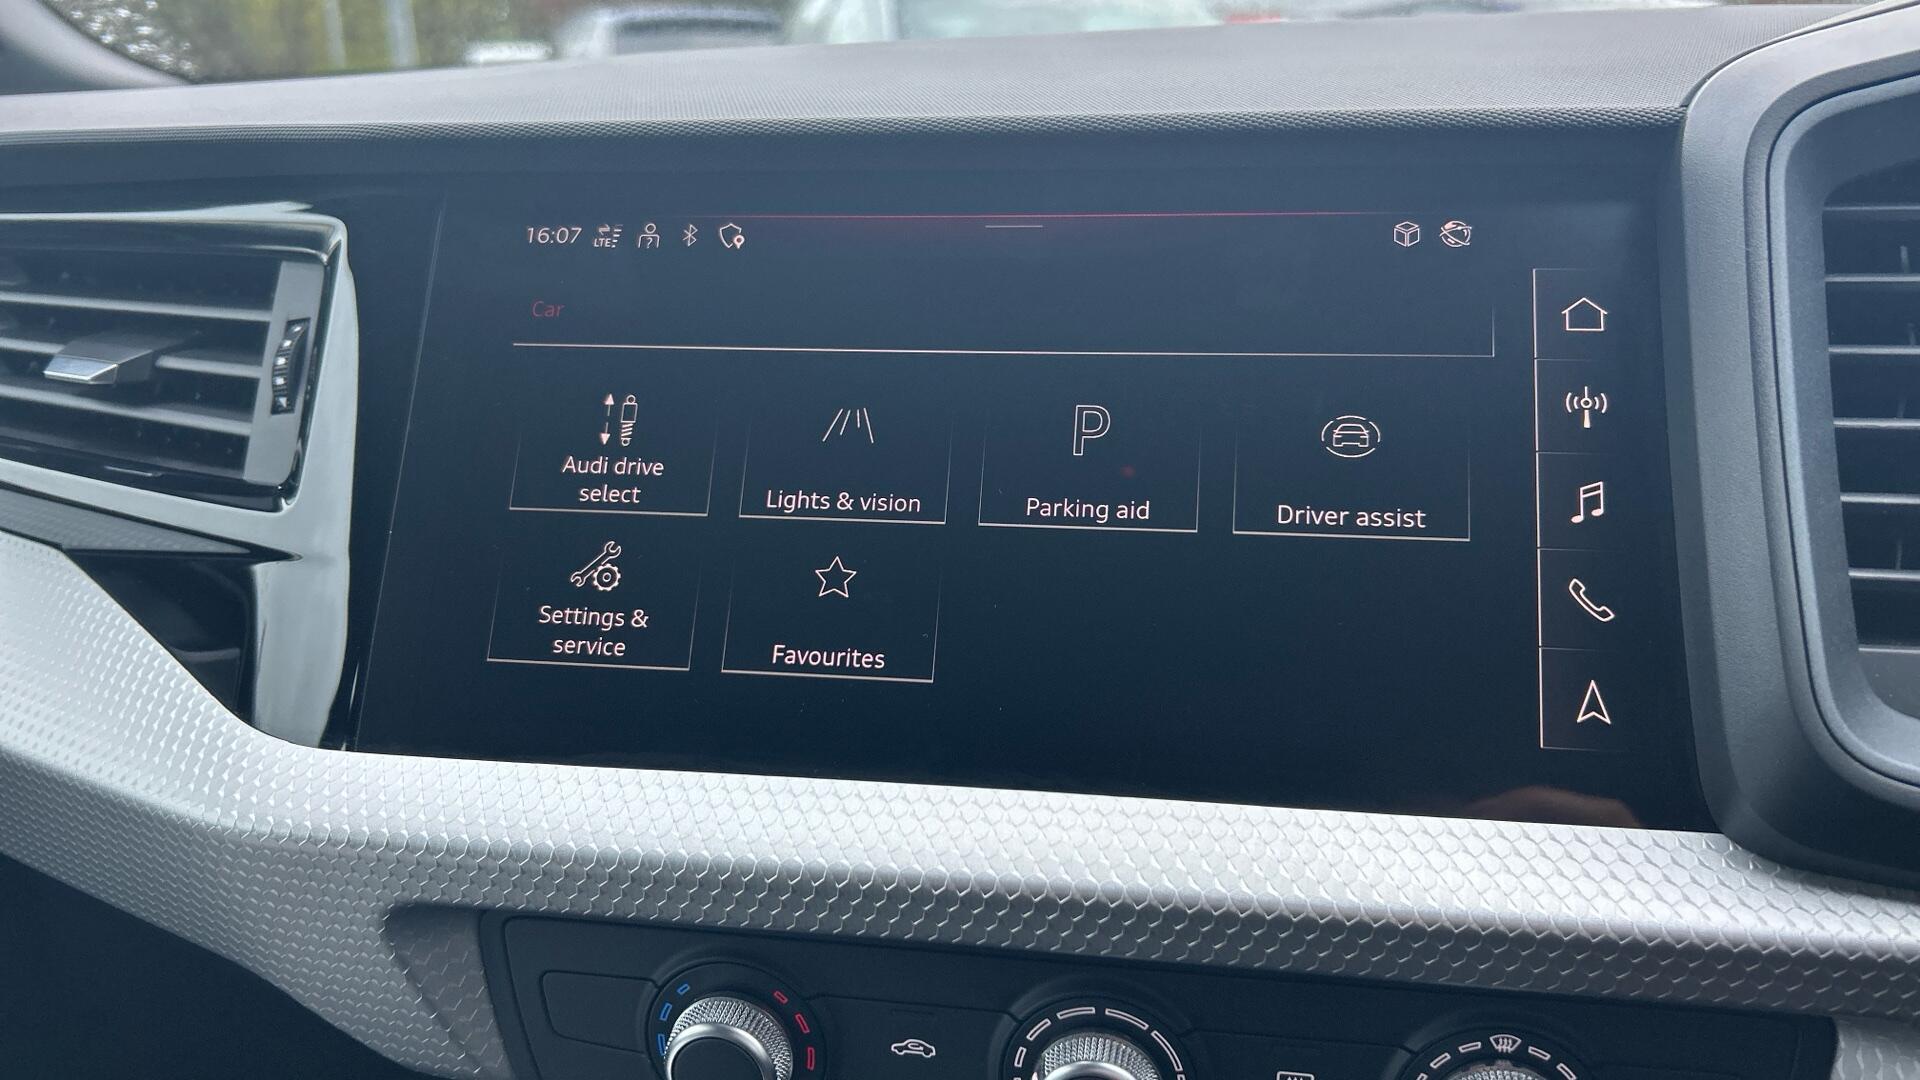 16:07 LTE
Car
Audi drive
select
Lights & vision
P
Parking aid
Driver assist
Settings &
service
Favourites